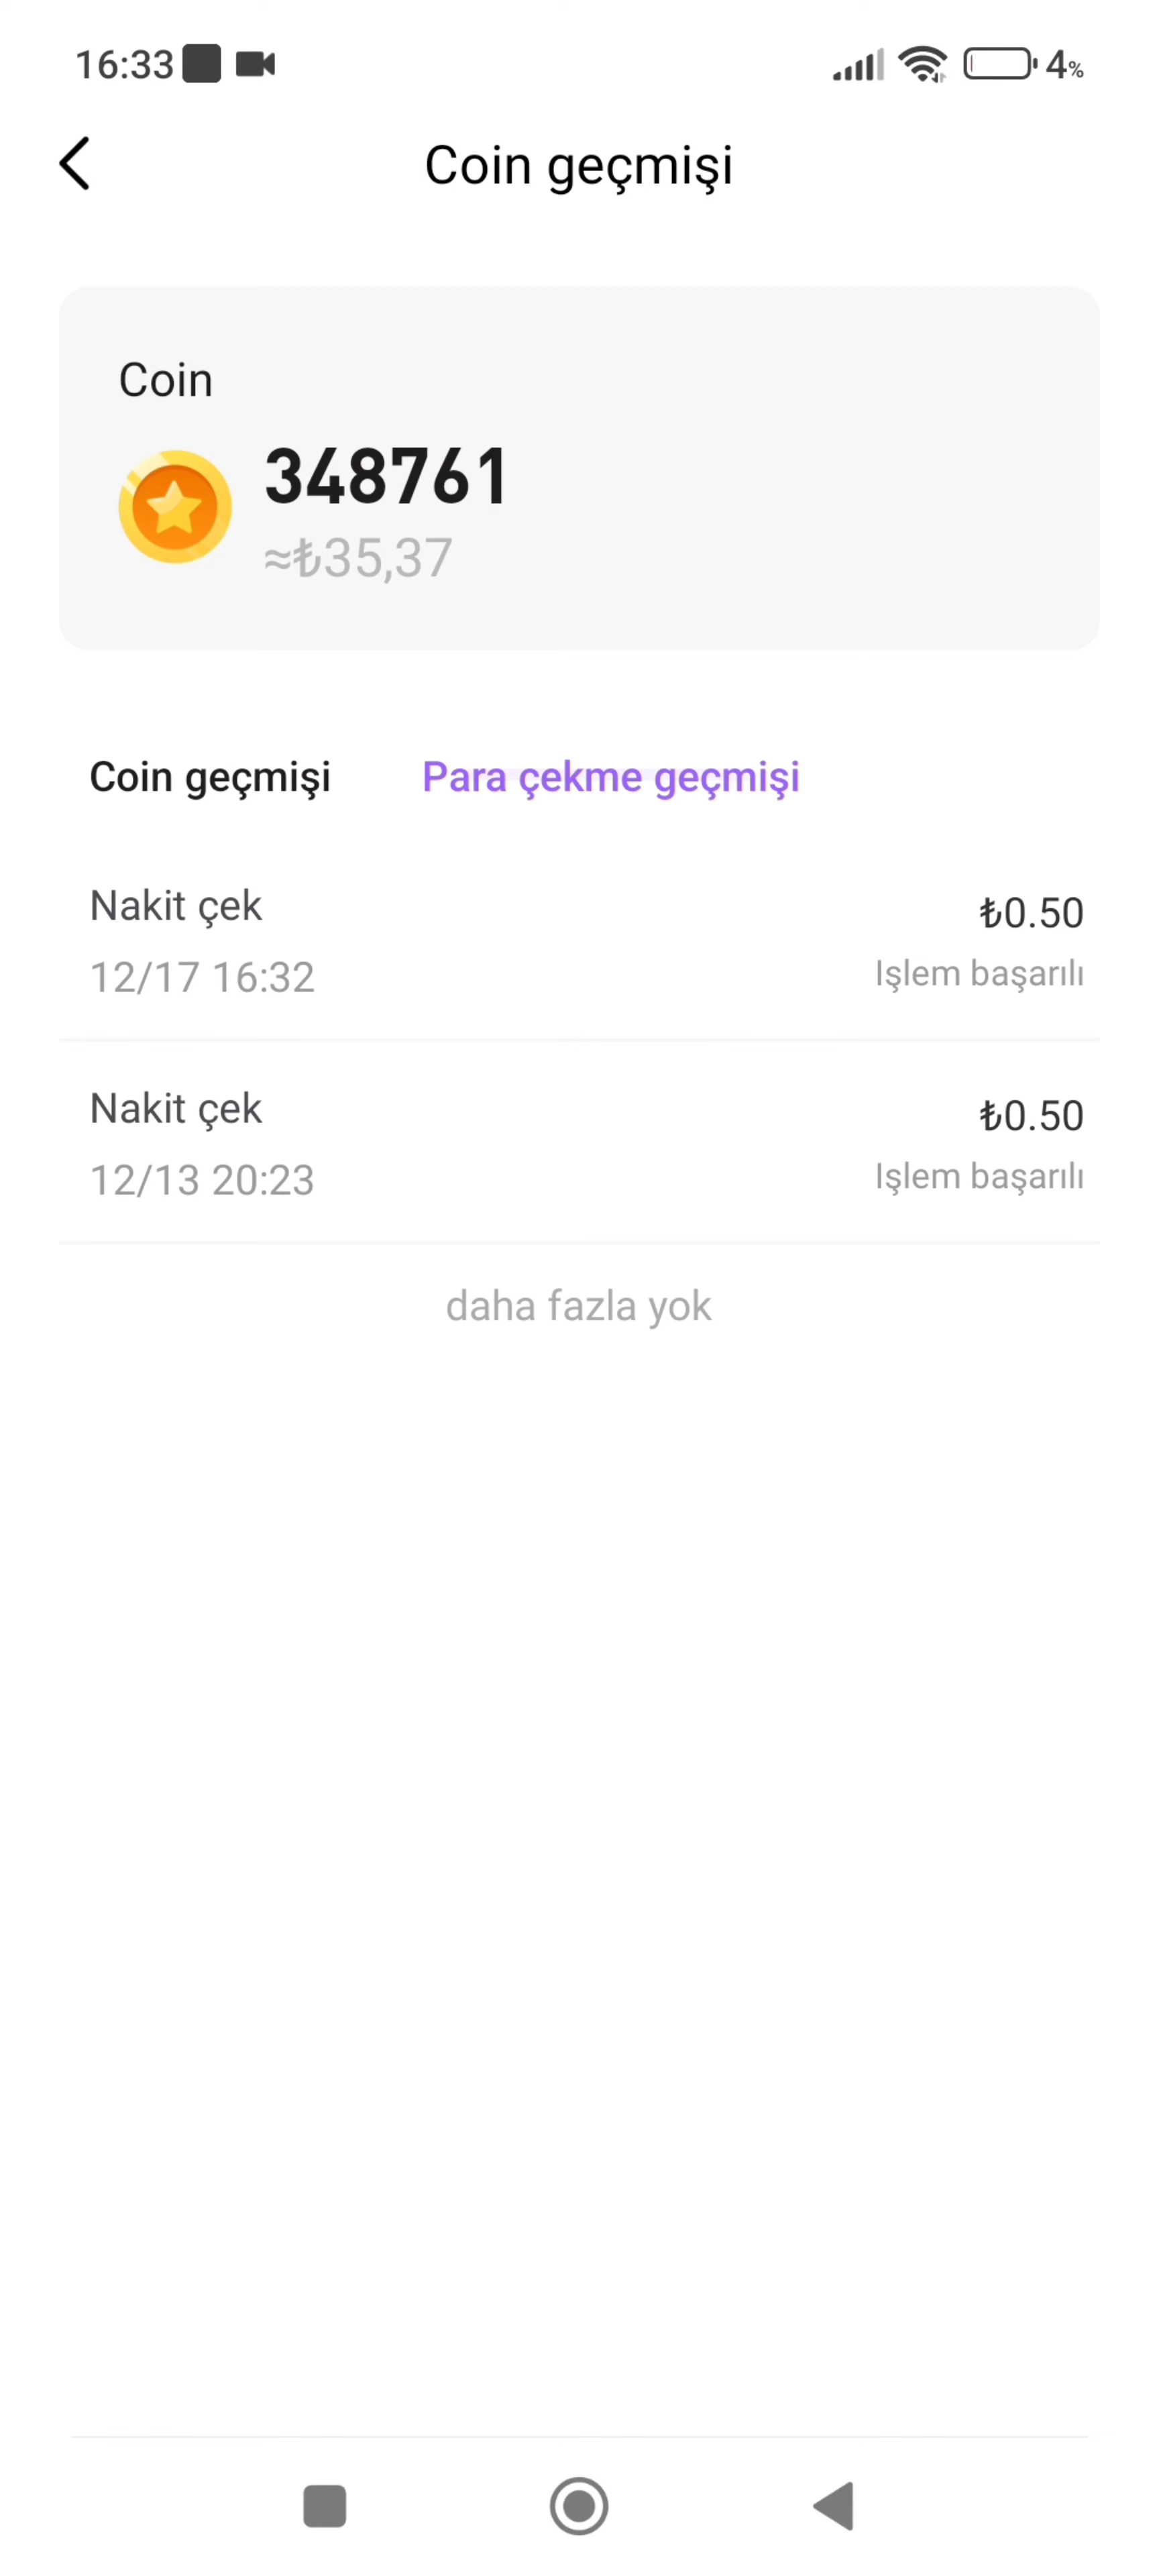 16:33 4%
Coin geçmişi
Coin
348761
≈₺35,37
Coin geçmişi Para çekme geçmişi
Nakit çek ₺0.50
12/17 16:32 Işlem başarılı
Nakit çek ₺0.50
12/13 20:23 Işlem başarılı
daha fazla yok